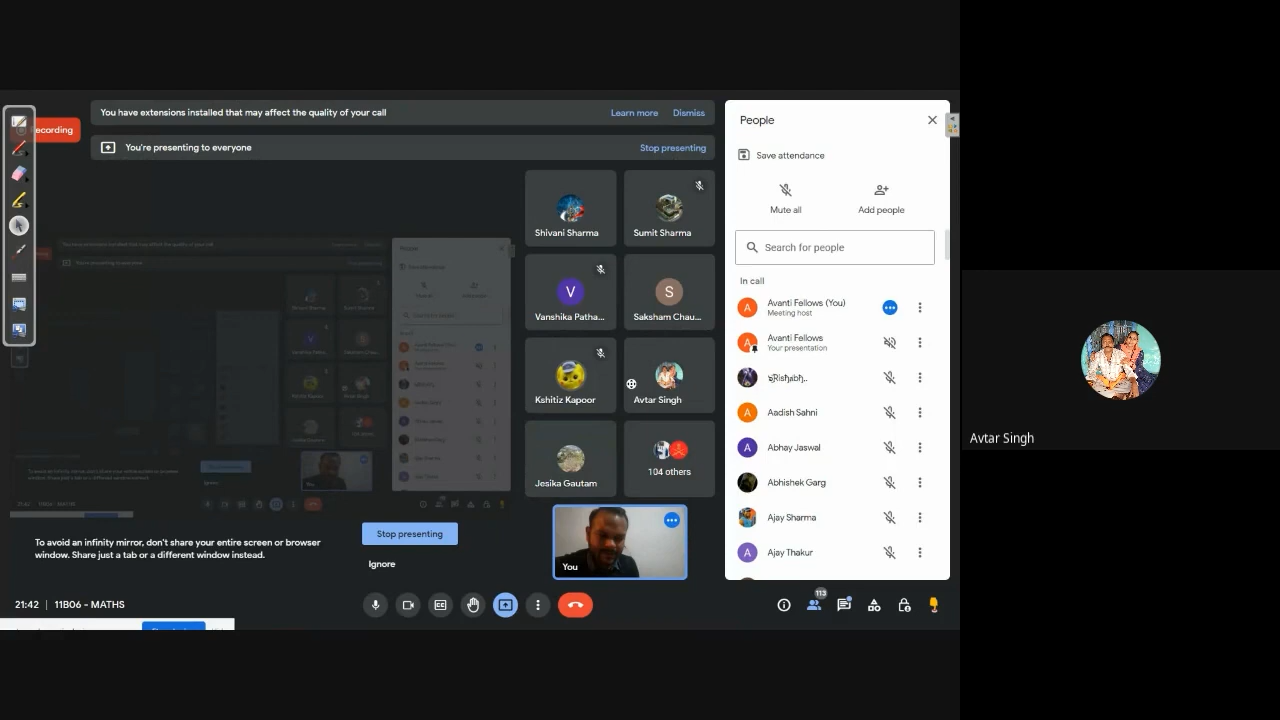 You have extensions installed that may affect the quality of your call
Learn more
Dismiss
Recording
You're presenting to everyone
Stop presenting
Shivani Sharma
Sumit Sharma
V
Vanshika Patha...
S
Saksham Chau...
Kshitiz Kapoor
Avtar Singh
Jesika Gautam
104 others
To avoid an infinity mirror, don't share your entire screen or browser
window. Share just a tab or a different window instead.
Stop presenting
Ignore
You
21:42 | 11B06 - MATHS
People
Save attendance
Mute all
Add people
Search for people
In call
A
Avanti Fellows (You)
Meeting host
A
Avanti Fellows
Your presentation
A
Aadish Sahni
A
Abhay Jaswal
Abhishek Garg
Ajay Sharma
A
Ajay Thakur
113
Avtar Singh